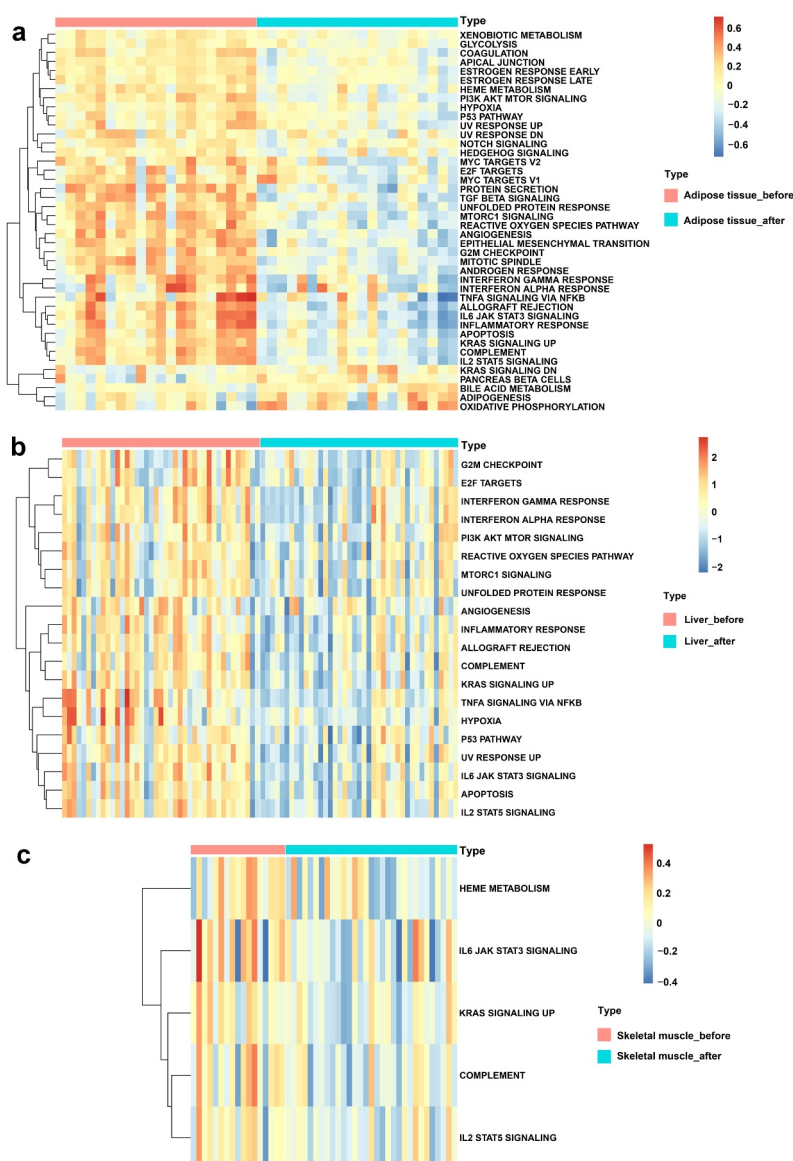 a
Type
XENOBIOTIC METABOLISM
GLYCOLYSIS
COAGULATION
APICAL JUNCTION
ESTROGEN RESPONSE EARLY
ESTROGEN RESPONSE LATE
HEME METABOLISM
PI3K AKT MTOR SIGNALING
HYPOXIA
P53 PATHWAY
UV RESPONSE UP
UV RESPONSE DN
NOTCH SIGNALING
HEDGEHOG SIGNALING
MYC TARGETS V2
E2F TARGETS
MYC TARGETS V1
PROTEIN SECRETION
TGF BETA SIGNALING
UNFOLDED PROTEIN RESPONSE
MTORC1 SIGNALING
REACTIVE OXYGEN SPECIES PATHWAY
ANGIOGENESIS
EPITHELIAL MESENCHYMAL TRANSITION
G2M CHECKPOINT
MITOTIC SPINDLE
ANDROGEN RESPONSE
INTERFERON GAMMA RESPONSE
INTERFERON ALPHA RESPONSE
TNFA SIGNALING VIA NFKB
ALLOGRAFT REJECTION
IL6 JAK STAT3 SIGNALING
INFLAMMATORY RESPONSE
APOPTOSIS
KRAS SIGNALING UP
COMPLEMENT
IL2 STAT5 SIGNALING
KRAS SIGNALING DN
PANCREAS BETA CELLS
BILE ACID METABOLISM
ADIPOGENESIS
OXIDATIVE PHOSPHORYLATION
0.6
0.4
0.2
0
-0.2
-0.4
-0.6
Type
Adipose tissue_before
Adipose tissue_after
b
Type
G2M CHECKPOINT
E2F TARGETS
INTERFERON GAMMA RESPONSE
INTERFERON ALPHA RESPONSE
PI3K AKT MTOR SIGNALING
REACTIVE OXYGEN SPECIES PATHWAY
MTORC1 SIGNALING
UNFOLDED PROTEIN RESPONSE
ANGIOGENESIS
INFLAMMATORY RESPONSE
ALLOGRAFT REJECTION
COMPLEMENT
KRAS SIGNALING UP
TNFA SIGNALING VIA NFKB
HYPOXIA
P53 PATHWAY
UV RESPONSE UP
IL6 JAK STAT3 SIGNALING
APOPTOSIS
IL2 STAT5 SIGNALING
2
1
0
−1
−2
Type
Liver_before
Liver_after
c
Type
HEME METABOLISM
IL6 JAK STAT3 SIGNALING
KRAS SIGNALING UP
COMPLEMENT
IL2 STAT5 SIGNALING
0.4
0.2
0
−0.2
−0.4
Type
Skeletal muscle_before
Skeletal muscle_after